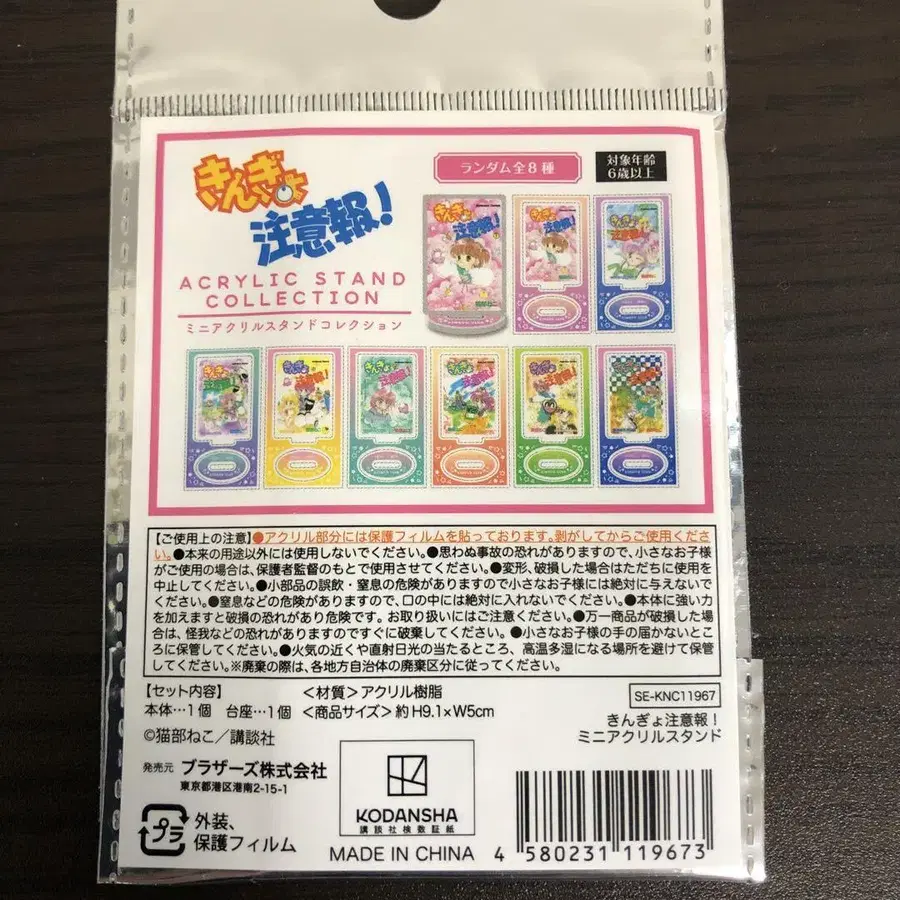 きんぎょ
注意報!
ACRYLIC STAND
COLLECTION
ミニアクリルスタンドコレクション
ランダム全8種
対象年齢
6歳以上
【ご使用上の注意】●アクリル部分には保護フィルムを貼っております。剥がしてからご使用くださ
い。●本来の用途以外には使用しないでください。●思わぬ事故の恐れがありますので、小さなお子様
がご使用の場合は、保護者監督のもとで使用させてください。●変形、破損した場合はただちに使用を
中止してください。●小部品の誤飲・窒息の危険がありますので小さなお子様には絶対に与えないで
ください。●窒息などの危険がありますので、口の中には絶対に入れないでください。●本体に強い力
を加えますと破損の恐れがあり危険です。お取り扱いにはご注意ください。●万一商品が破損した場
合は、怪我などの恐れがありますのですぐに破棄してください。●小さなお子様の手の届かないとこ
ろに保管してください。●火気の近くや直射日光の当たるところ、高温多湿になる場所を避けて保管
してください。※廃棄の際は、各地方自治体の廃棄区分に従ってください。
【セット内容】 <材質>アクリル樹脂
本体…1個 台座…1個 <商品サイズ>約H9.1×W5cm
©猫部ねこ/講談社
SE-KNC11967
きんぎょ注意報!
ミニアクリルスタンド
発売元 ブラザーズ株式会社
東京都港区港南2-15-1
プラ
外装、
保護フィルム
KODANSHA
講談社検数証紙
MADE IN CHINA
4 580231 119673